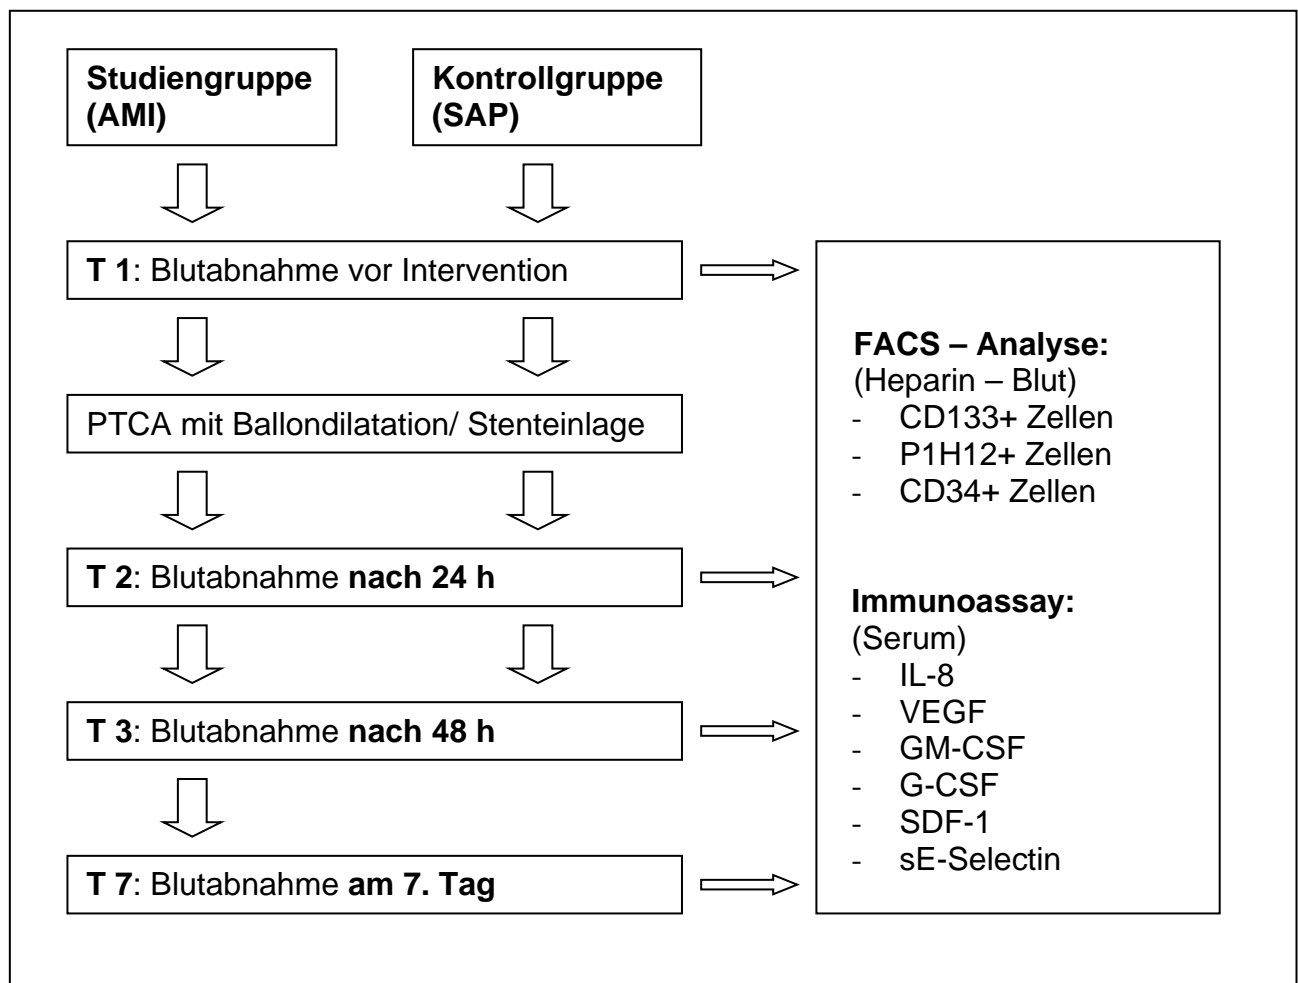 Studiengruppe
(AMI)
Kontrollgruppe
(SAP)
T 1: Blutabnahme vor Intervention
PTCA mit Ballondilatation/ Stenteinlage
T 2: Blutabnahme nach 24 h
T 3: Blutabnahme nach 48 h
T 7: Blutabnahme am 7. Tag
FACS – Analyse:
(Heparin – Blut)
- CD133+ Zellen
- P1H12+ Zellen
- CD34+ Zellen
Immunoassay:
(Serum)
- IL-8
- VEGF
- GM-CSF
- G-CSF
- SDF-1
- sE-Selectin